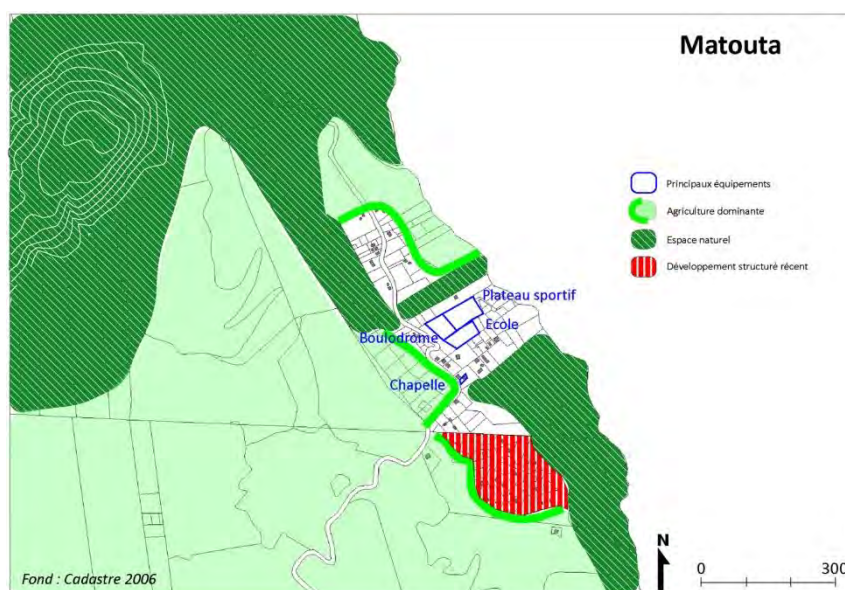 Matouta
Principaux équipements
Agriculture dominante
Espace naturel
Développement structuré récent
Plateau sportif
Ecole
Boulodrome
Chapelle
N
0 300
Fond : Cadastre 2006